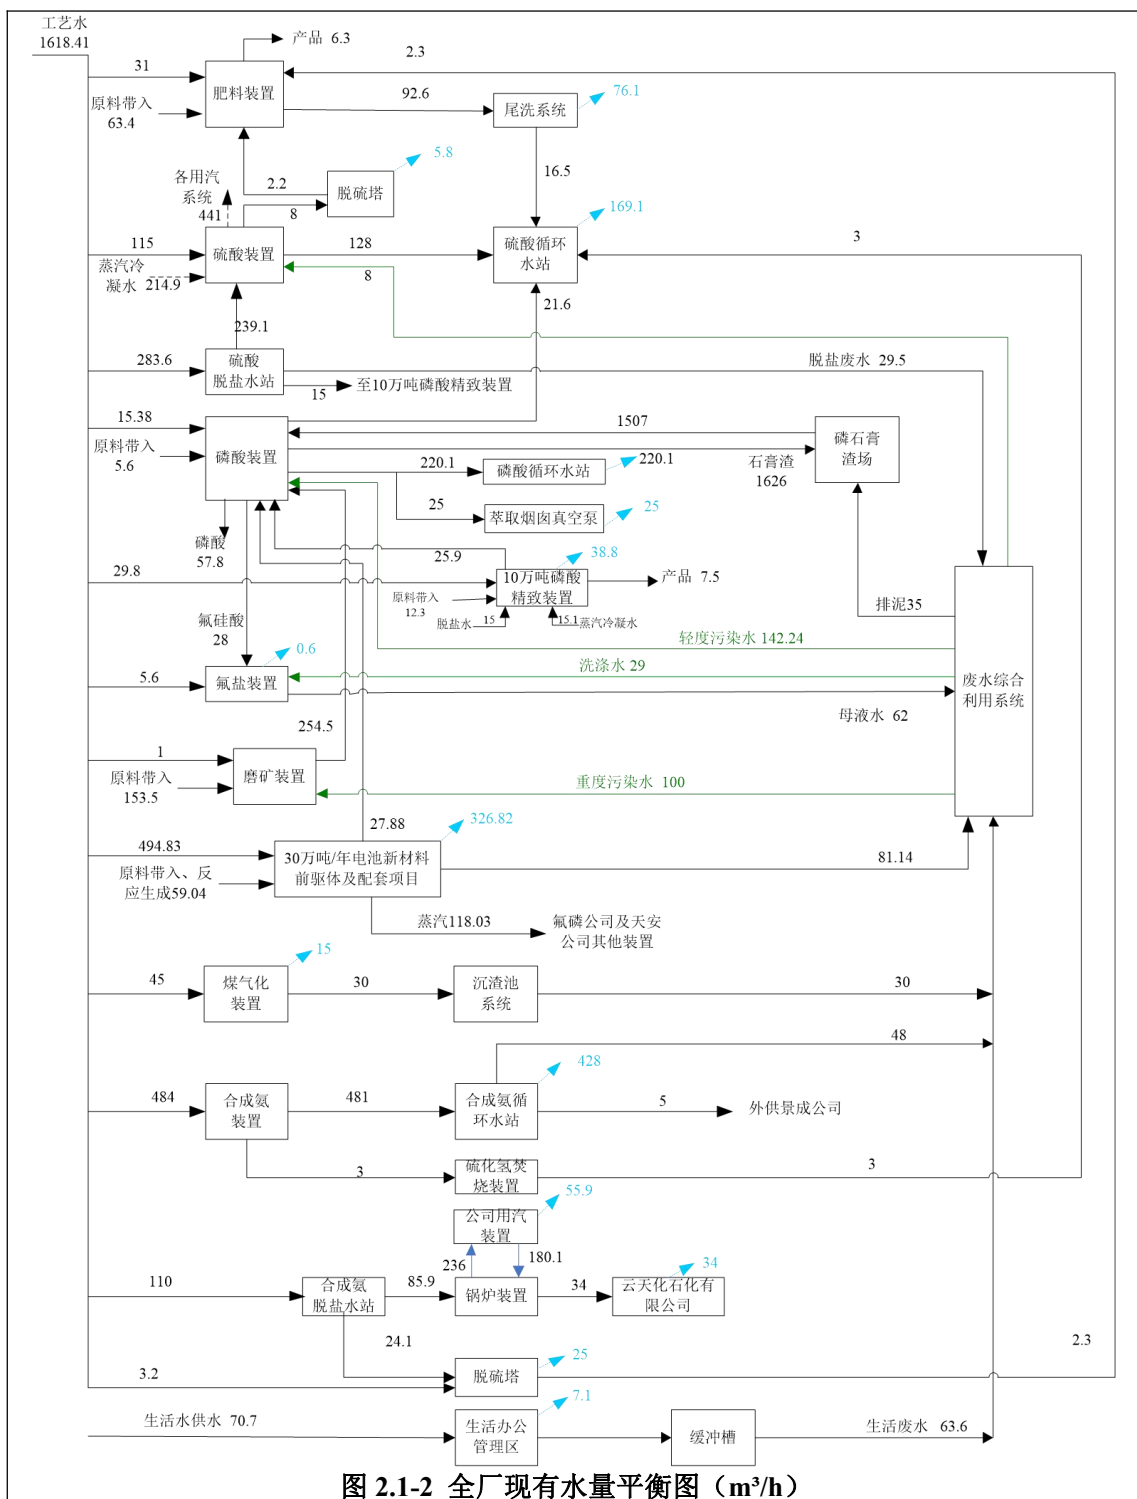 工艺水
1618.41
产品 6.3
2.3
31
肥料装置
92.6
76.1
原料带入
63.4
尾洗系统
5.8
各用汽
系统
441
2.2
8
脱硫塔
16.5
169.1
115
硫酸装置
128
硫酸循环
水站
3
蒸汽冷
凝水 214.9
8
239.1
21.6
283.6
硫酸
脱盐水站
15
至10万吨磷酸精致装置
脱盐废水 29.5
15.38
磷酸装置
1507
磷石膏
渣场
原料带入
5.6
石膏渣
1626
220.1
磷酸循环水站
220.1
25
萃取烟囱真空泵
25
磷酸
57.8
25.9
38.8
29.8
10万吨磷酸
精致装置
产品 7.5
原料带入
12.3
脱盐水
15
15.1
蒸汽冷凝水
排泥35
氟硅酸
28
轻度污染水 142.24
0.6
洗涤水 29
5.6
氟盐装置
废水综合
利用系统
母液水 62
254.5
1
磨矿装置
原料带入
153.5
重度污染水 100
27.88
326.82
494.83
30万吨/年电池新材料
前驱体及配套项目
81.14
原料带入、反
应生成59.04
蒸汽118.03
氟磷公司及天安
公司其他装置
15
45
煤气化
装置
30
沉渣池
系统
30
48
428
484
合成氨
装置
481
合成氨循
环水站
5
外供景成公司
3
硫化氢焚
烧装置
3
55.9
公司用汽
装置
236
180.1
34
110
合成氨
脱盐水站
85.9
锅炉装置
34
云天化石化有
限公司
24.1
2.3
25
3.2
脱硫塔
7.1
生活水供水 70.7
生活办公
管理区
缓冲槽
生活废水 63.6
图 2.1-2 全厂现有水量平衡图（m³/h）